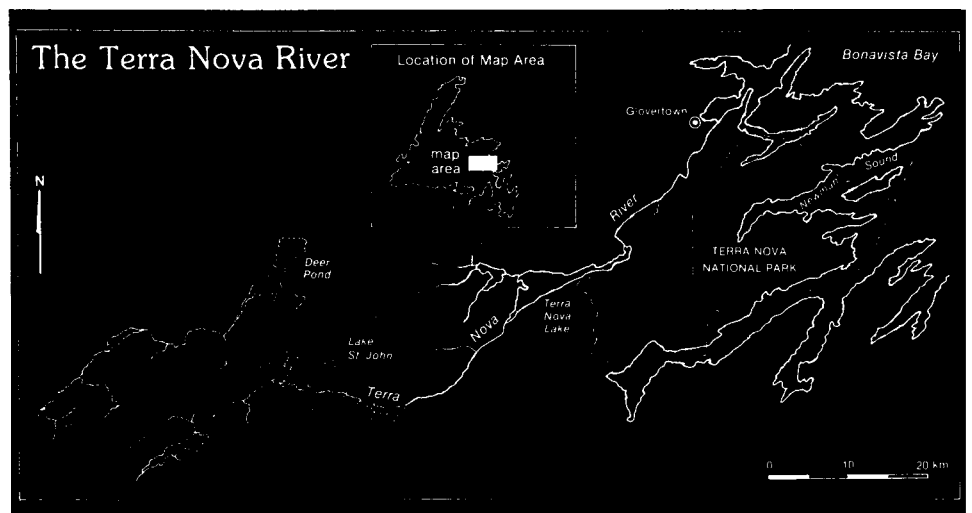 The Terra Nova River
Location of Map Area
map
area
N
Bonavista Bay
Glovertown
Newman Sound
River
TERRA NOVA
NATIONAL PARK
Deer
Pond
Terra
Nova
Lake
Nova
Lake
St John
Terra
0 10 20 km